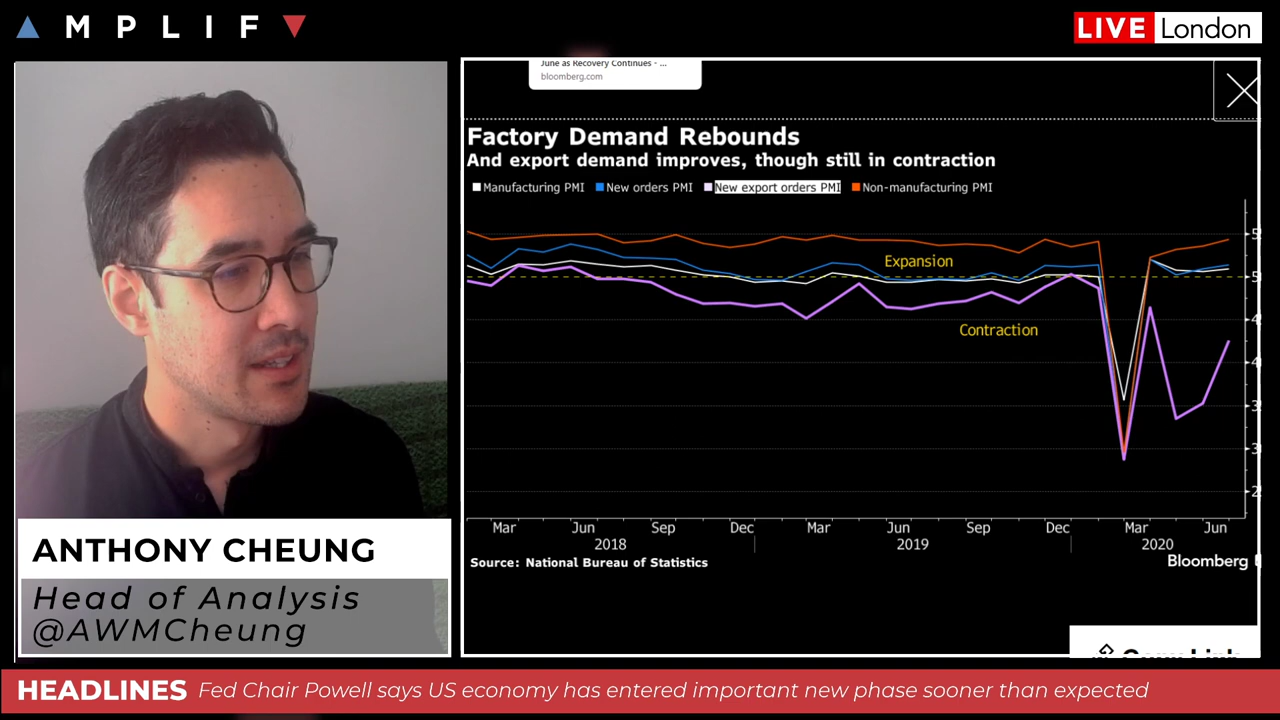 AMPLIFY
LIVE London
June as Recovery Continues - ...
bloomberg.com
Factory Demand Rebounds
And export demand improves, though still in contraction
Manufacturing PMI New orders PMI New export orders PMI Non-manufacturing PMI
Expansion
Contraction
Mar Jun Sep Dec Mar Jun Sep Dec Mar Jun
2018 2019 2020
Source: National Bureau of Statistics
Bloomberg
ANTHONY CHEUNG
Head of Analysis
@AWMCheung
HEADLINES Fed Chair Powell says US economy has entered important new phase sooner than expected